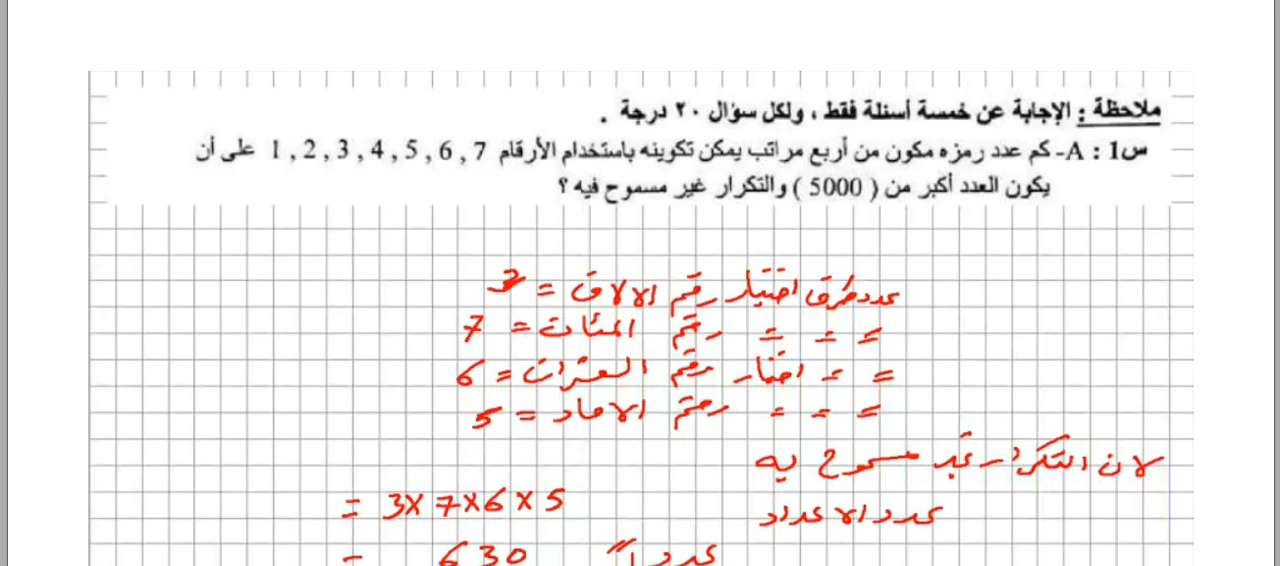 ملاحظة : الإجابة عن خمسة أسئلة فقط ، ولكل سؤال ٢٠ درجة .
س1 : A- كم عدد رمزه مكون من أربع مراتب يمكن تكوينه باستخدام الأرقام 7 , 6 , 5 , 4 , 3 , 2 , 1 على أن
يكون العدد أكبر من ( 5000 ) والتكرار غير مسموح فيه ؟
عدد طرق اختيار رقم الالاف = 3
= = = رقم المئات = 7
= = اختيار رقم العشرات = 6
= = = رقم الاحاد = 5
لان التكرار غير مسموح به
عدد الاعداد = 3X 7X6 X 5
= 630 عدداً